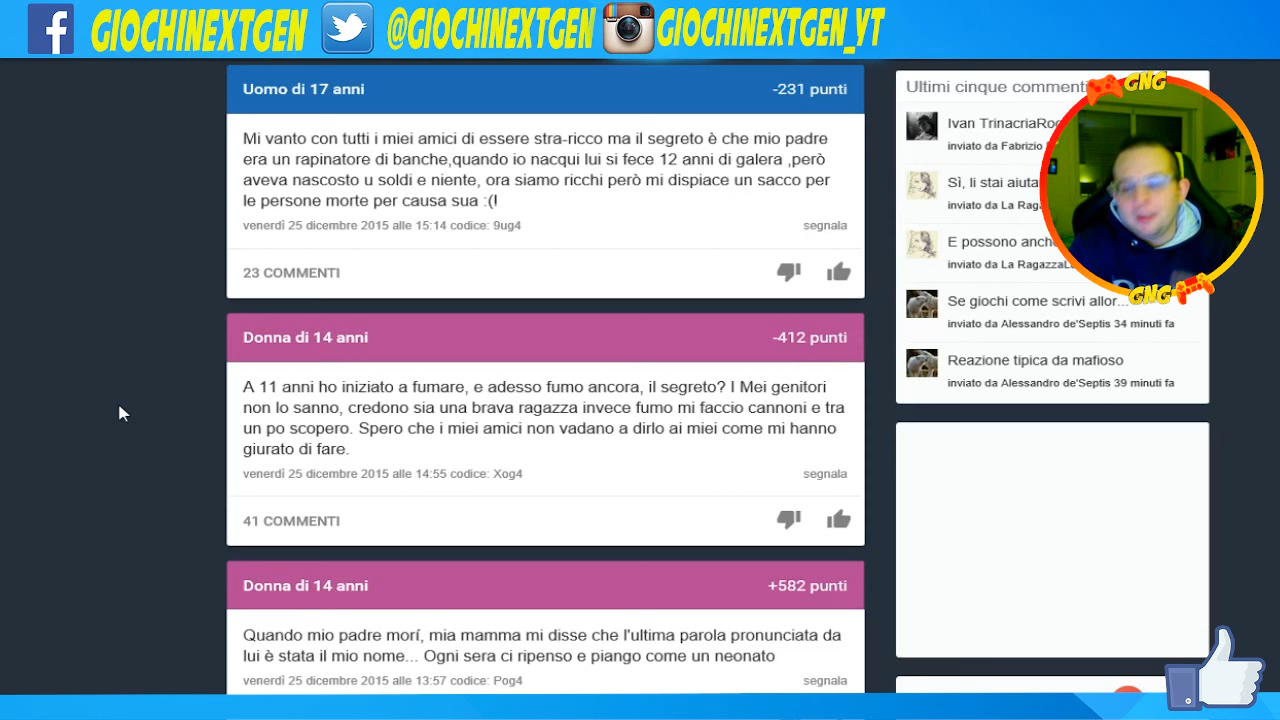 GIOCHINEXTGEN @GIOCHINEXTGEN GIOCHINEXTGEN_YT
Uomo di 17 anni -231 punti
Mi vanto con tutti i miei amici di essere stra-ricco ma il segreto è che mio padre
era un rapinatore di banche,quando io nacqui lui si fece 12 anni di galera ,però
aveva nascosto u soldi e niente, ora siamo ricchi però mi dispiace un sacco per
le persone morte per causa sua :(!
venerdì 25 dicembre 2015 alle 15:14 codice: 9ug4 segnala
23 COMMENTI
Donna di 14 anni -412 punti
A 11 anni ho iniziato a fumare, e adesso fumo ancora, il segreto? I Mei genitori
non lo sanno, credono sia una brava ragazza invece fumo mi faccio cannoni e tra
un po scopero. Spero che i miei amici non vadano a dirlo ai miei come mi hanno
giurato di fare.
venerdì 25 dicembre 2015 alle 14:55 codice: Xog4 segnala
41 COMMENTI
Donna di 14 anni +582 punti
Quando mio padre morí, mia mamma mi disse che l'ultima parola pronunciata da
lui è stata il mio nome... Ogni sera ci ripenso e piango come un neonato
venerdì 25 dicembre 2015 alle 13:57 codice: Pog4 segnala
Ultimi cinque commenti
Ivan TrinacriaRoc
inviato da Fabrizio
Sì, li stai aiuta
inviato da La Rag
E possono anch
inviato da La Ragazza
Se giochi come scrivi allor...
inviato da Alessandro de'Septis 34 minuti fa
Reazione tipica da mafioso
inviato da Alessandro de'Septis 39 minuti fa
GNG
GNG